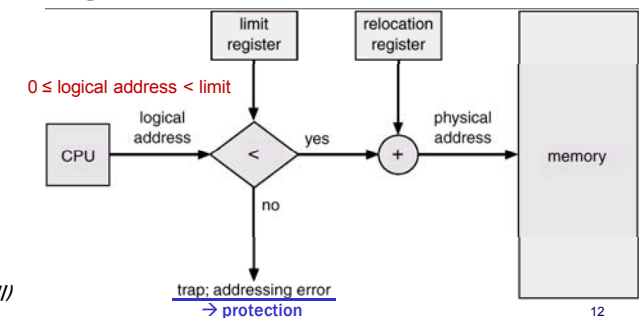 limit
register
relocation
register
0 ≤ logical address < limit
logical
address
physical
address
CPU
<
yes
+
memory
no
trap; addressing error
→ protection
12